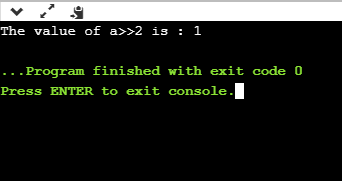 The value of a>>2 is : 1
...Program finished with exit code 0
Press ENTER to exit console.